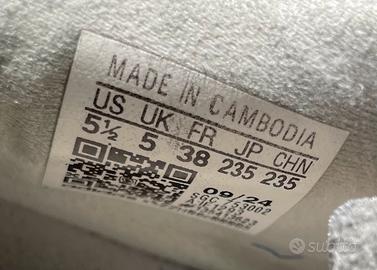 MADE IN CAMBODIA
US UK FR JP CHN
5½ 5 38 235 235
09/24
subito